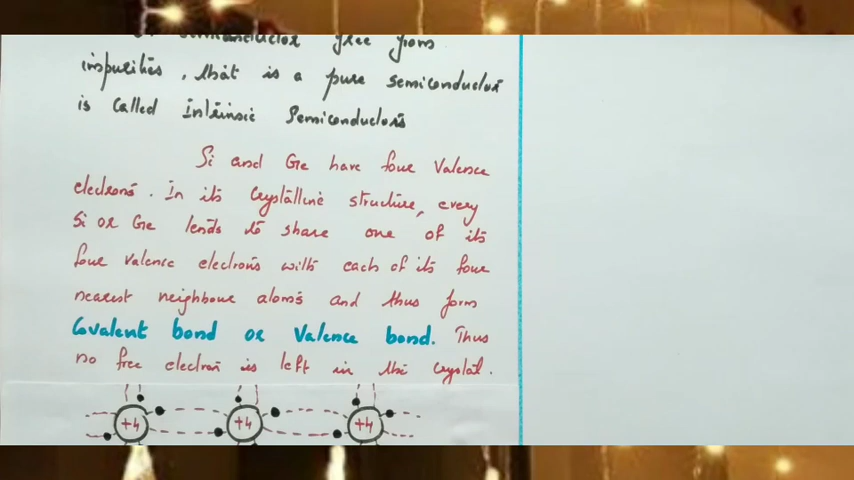 Semiconductor free from
impurities, that is a pure semiconductor
is called Intrinsic Semiconductors
Si and Ge have four Valence
electrons. In its Crystalline structure, every
Si or Ge tends to share one of its
four valence electrons with each of its four
nearest neighbour atoms and thus form
Covalent bond or Valence bond. Thus
no free electron is left in the crystal.
+4 +4 +4